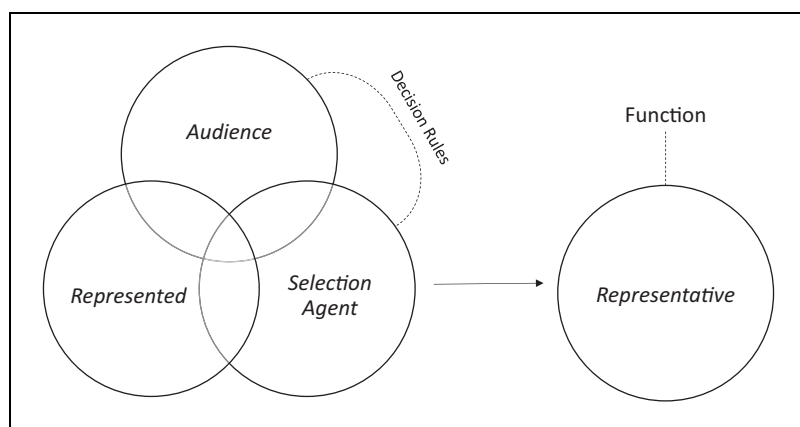 Audience
Decision Rules
Function
Represented
Selection
Agent
Representative